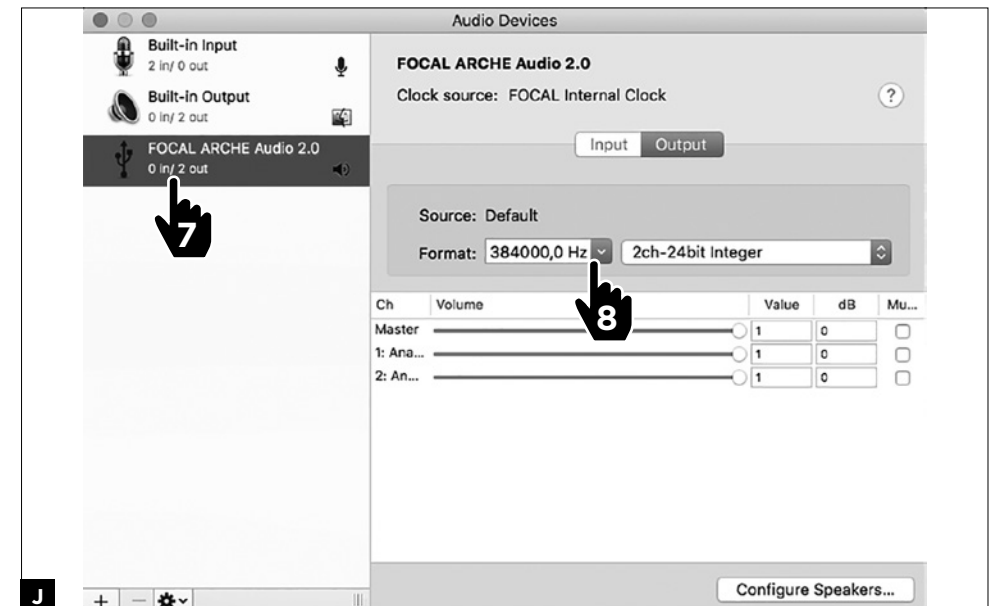 Audio Devices
Built-in Input
2 in/ 0 out
Built-in Output
0 in/ 2 out
FOCAL ARCHE Audio 2.0
0 in/ 2 out
7
FOCAL ARCHE Audio 2.0
Clock source: FOCAL Internal Clock
?
Input Output
Source: Default
Format: 384000,0 Hz 2ch-24bit Integer
8
Ch Volume Value dB Mu...
Master 1 0
1: Ana... 1 0
2: An... 1 0
Configure Speakers...
J